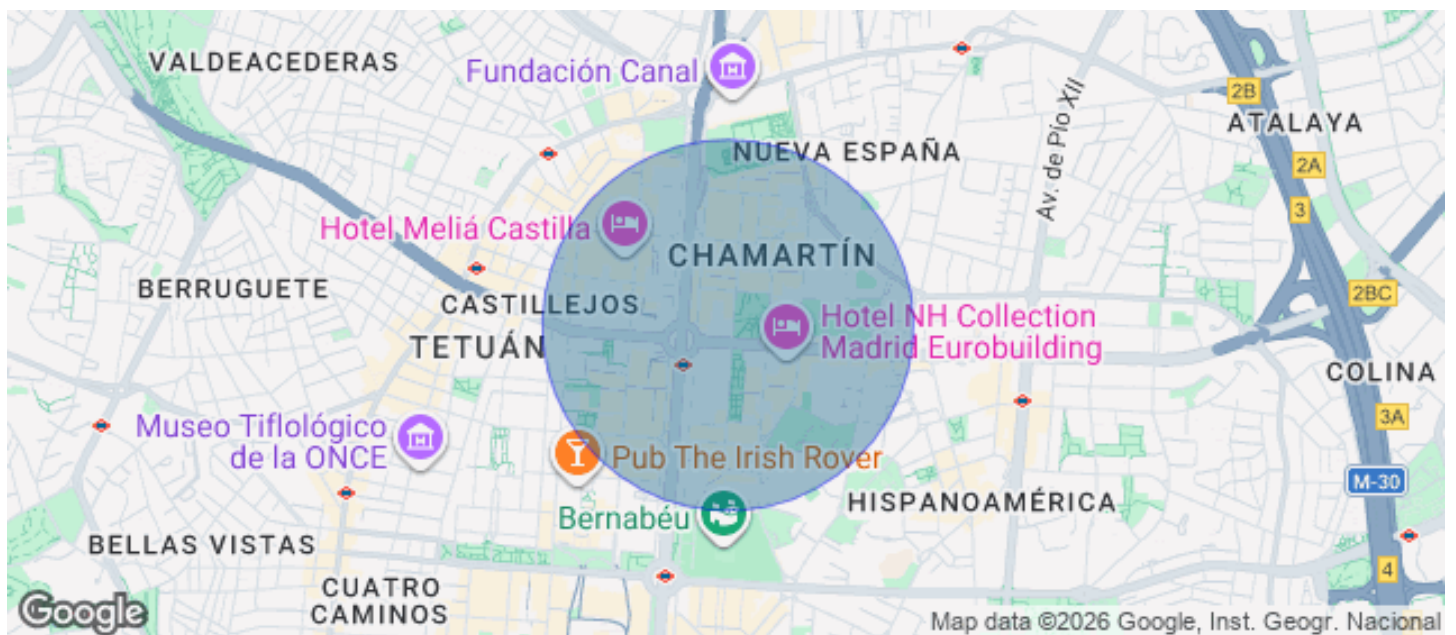 VALDEACEDERAS
Fundación Canal
2B
ATALAYA
NUEVA ESPAÑA
Av. de Pío XII
2A
3
Hotel Meliá Castilla
CHAMARTÍN
BERRUGUETE
CASTILLEJOS
2BC
Hotel NH Collection
Madrid Eurobuilding
TETUÁN
COLINA
3A
Museo Tiflológico
de la ONCE
Pub The Irish Rover
M-30
HISPANOAMÉRICA
Bernabéu
BELLAS VISTAS
4
CUATRO
CAMINOS
Google
Map data ©2026 Google, Inst. Geogr. Nacional